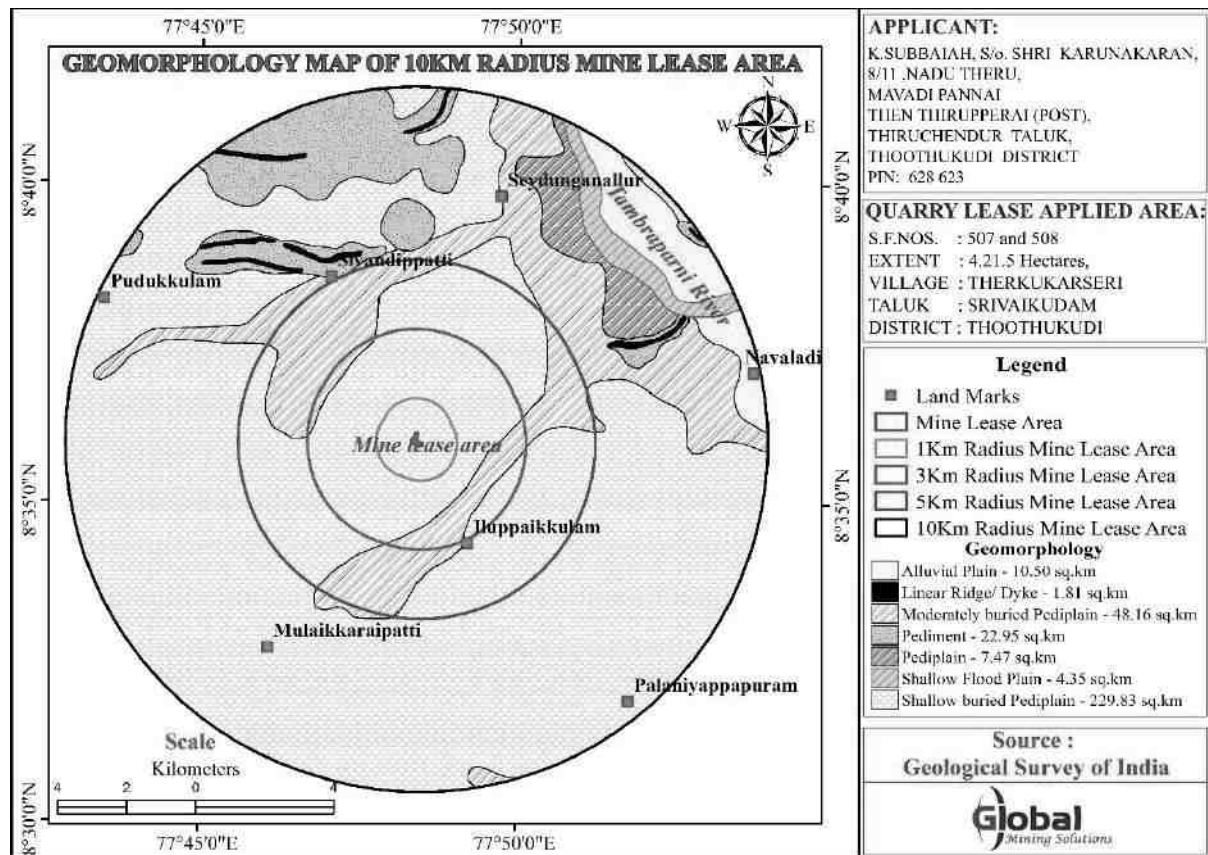 77°45'0"E
77°50'0"E
GEOMORPHOLOGY MAP OF 10KM RADIUS MINE LEASE AREA
N
W E
S
8°40'0"N
8°40'0"N
Seydunganallur
Tambraparni River
Sivandippatti
Pudukkulam
Navaladi
Mine lease area
8°35'0"N
8°35'0"N
Iluppaikkulam
Mulaikkaraipatti
Palaniyappapuram
Scale
Kilometers
4 2 0 4
8°30'0"N
8°30'0"N
77°45'0"E
77°50'0"E
APPLICANT:
K.SUBBAIAH, S/o. SHRI KARUNAKARAN,
8/11 ,NADU THERU,
MAVADI PANNAI
THEN THIRUPPERAI (POST),
THIRUCHENDUR TALUK,
THOOTHUKUDI DISTRICT
PIN: 628 623
QUARRY LEASE APPLIED AREA:
S.F.NOS. : 507 and 508
EXTENT : 4.21.5 Hectares,
VILLAGE : THERKUKARSERI
TALUK : SRIVAIKUDAM
DISTRICT : THOOTHUKUDI
Legend
Land Marks
Mine Lease Area
1Km Radius Mine Lease Area
3Km Radius Mine Lease Area
5Km Radius Mine Lease Area
10Km Radius Mine Lease Area
Geomorphology
Alluvial Plain - 10.50 sq.km
Linear Ridge/ Dyke - 1.81 sq.km
Moderately buried Pediplain - 48.16 sq.km
Pediment - 22.95 sq.km
Pediplain - 7.47 sq.km
Shallow Flood Plain - 4.35 sq.km
Shallow buried Pediplain - 229.83 sq.km
Source :
Geological Survey of India
Global
Mining Solutions